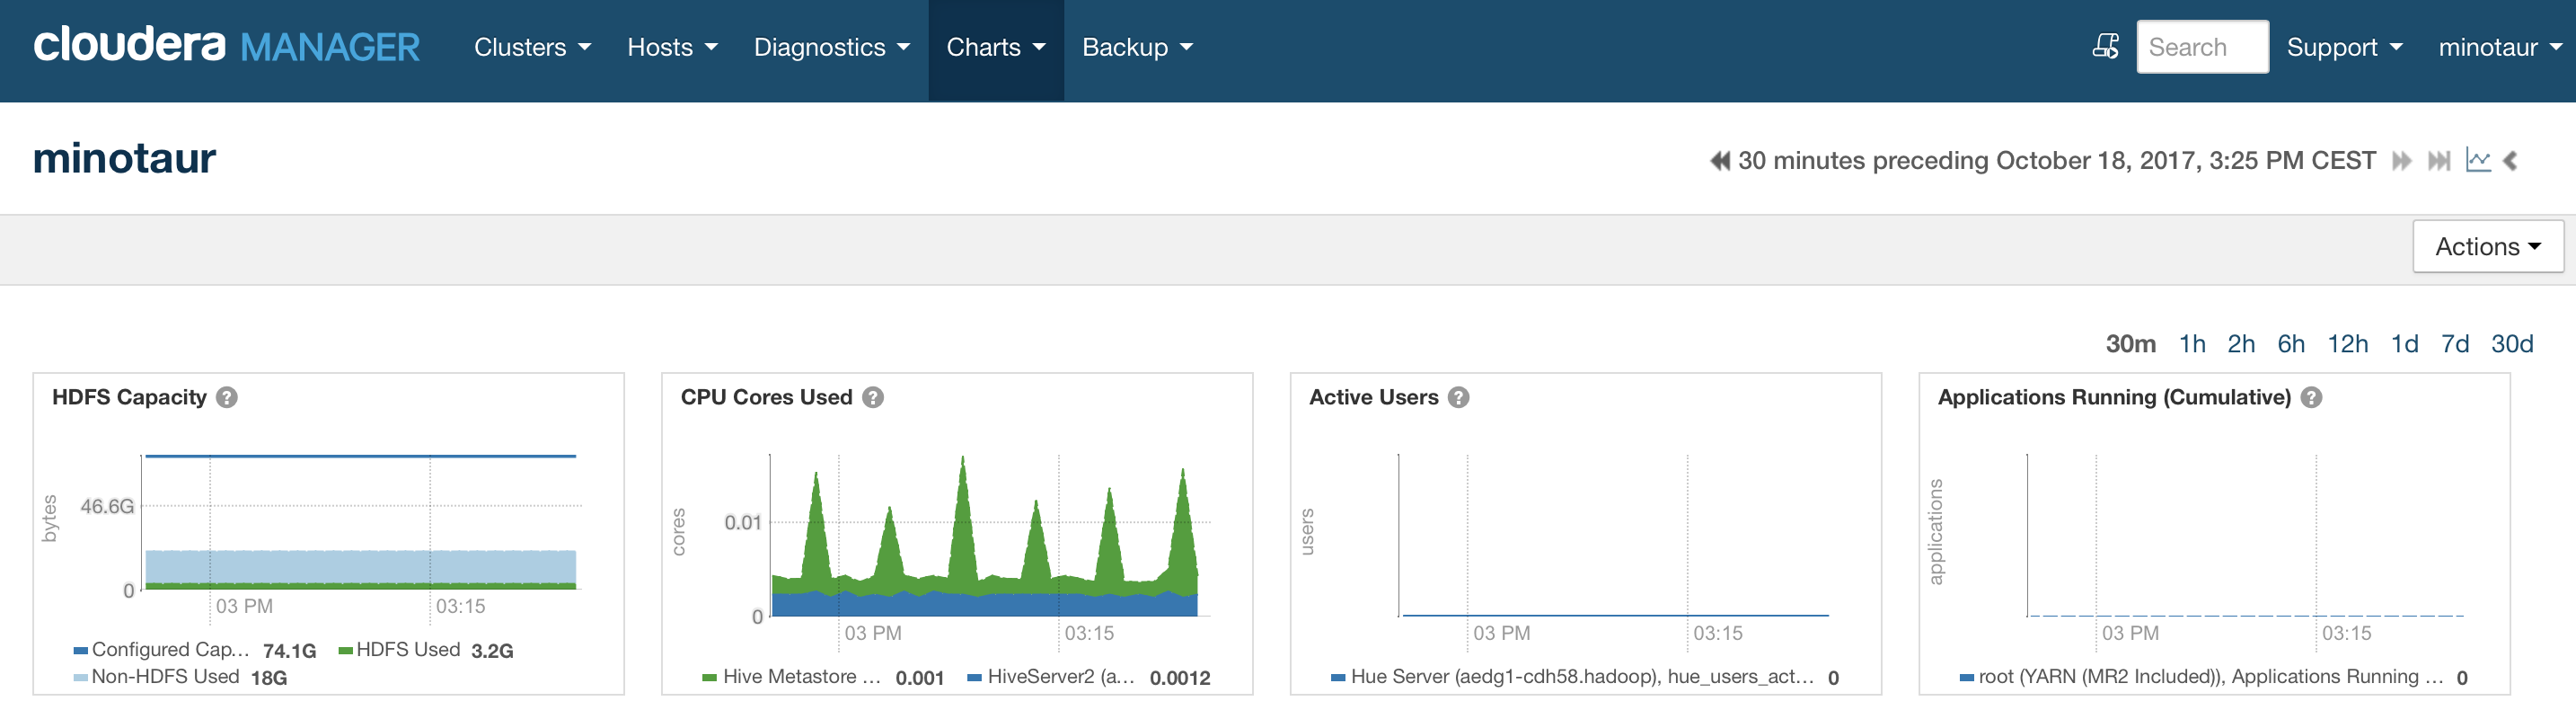 cloudera MANAGER Clusters Hosts Diagnostics Charts Backup Search Support minotaur
minotaur
30 minutes preceding October 18, 2017, 3:25 PM CEST
Actions
30m 1h 2h 6h 12h 1d 7d 30d
HDFS Capacity ?
bytes
46.6G
0
03 PM 03:15
Configured Cap... 74.1G HDFS Used 3.2G
Non-HDFS Used 18G
CPU Cores Used ?
cores
0.01
0
03 PM 03:15
Hive Metastore ... 0.001 HiveServer2 (a... 0.0012
Active Users ?
users
03 PM 03:15
Hue Server (aedg1-cdh58.hadoop), hue_users_act... 0
Applications Running (Cumulative) ?
applications
03 PM 03:15
root (YARN (MR2 Included)), Applications Running ... 0